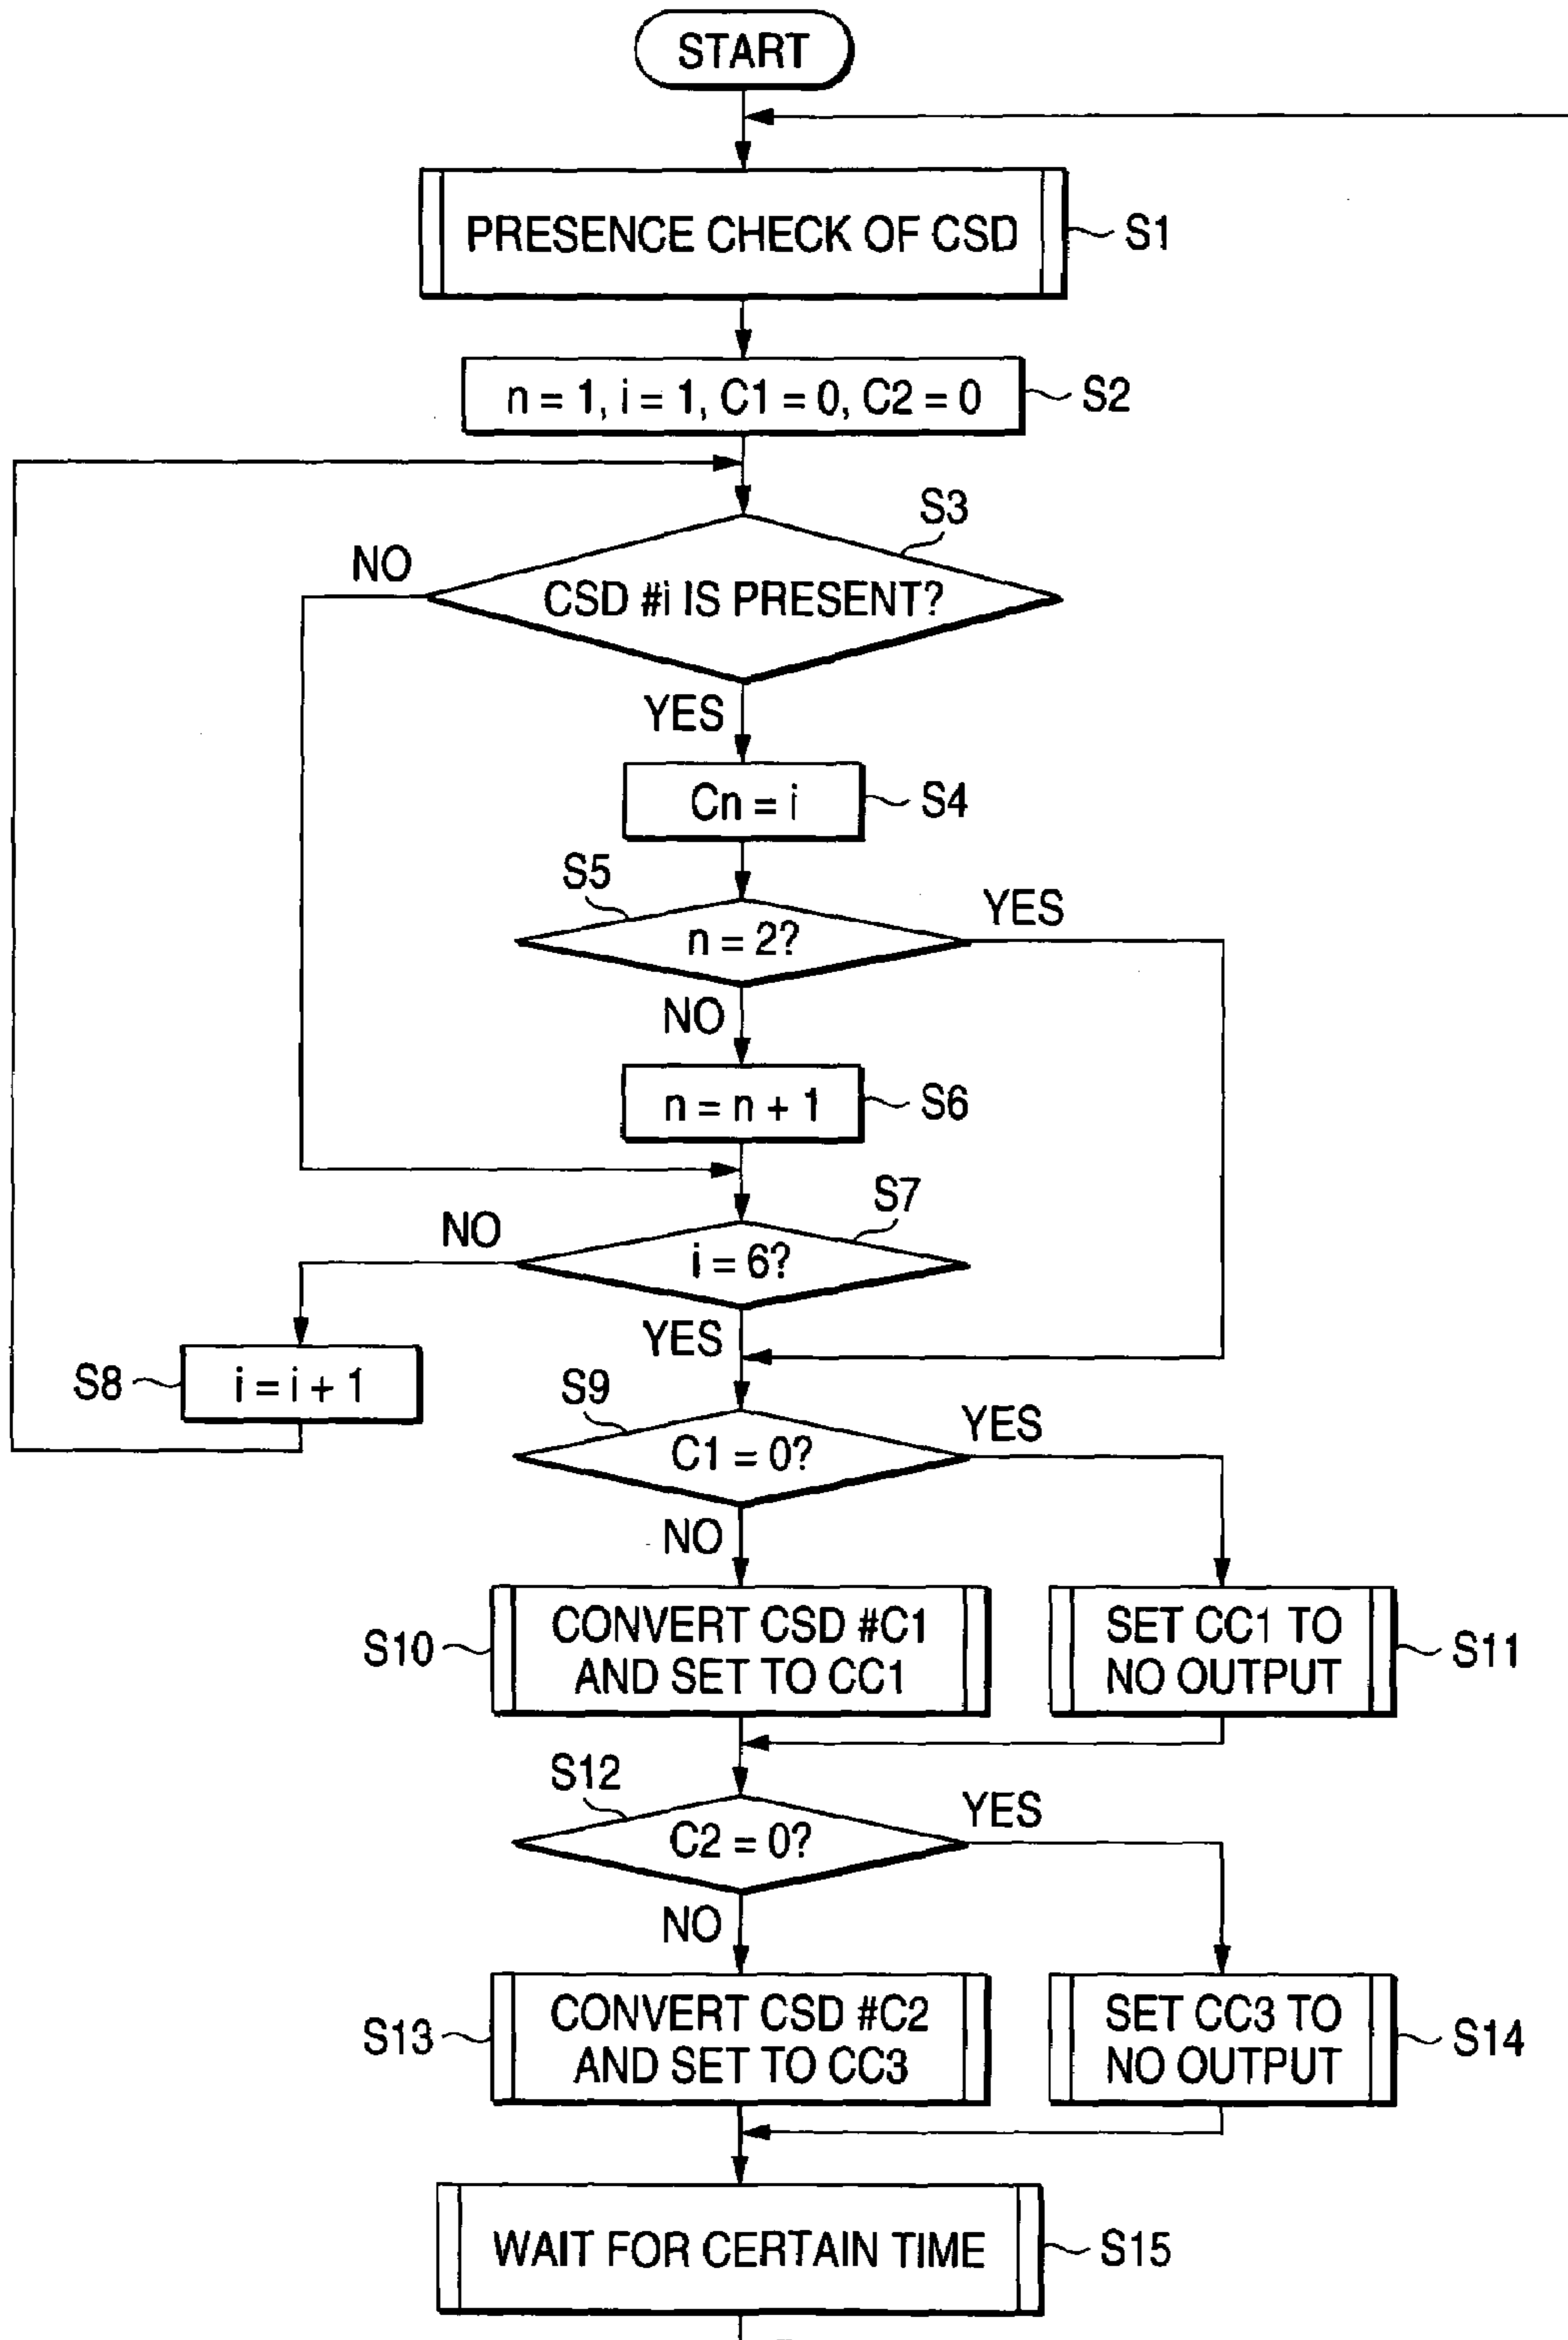 START
PRESENCE CHECK OF CSD
S1
n = 1, i = 1, C1 = 0, C2 = 0
S2
S3
NO
CSD #i IS PRESENT?
YES
Cn = i
S4
S5
YES
n = 2?
NO
n = n + 1
S6
S7
NO
i = 6?
YES
S8
i = i + 1
S9
YES
C1 = 0?
NO
S10
CONVERT CSD #C1
AND SET TO CC1
SET CC1 TO
NO OUTPUT
S11
S12
YES
C2 = 0?
NO
S13
CONVERT CSD #C2
AND SET TO CC3
SET CC3 TO
NO OUTPUT
S14
WAIT FOR CERTAIN TIME
S15